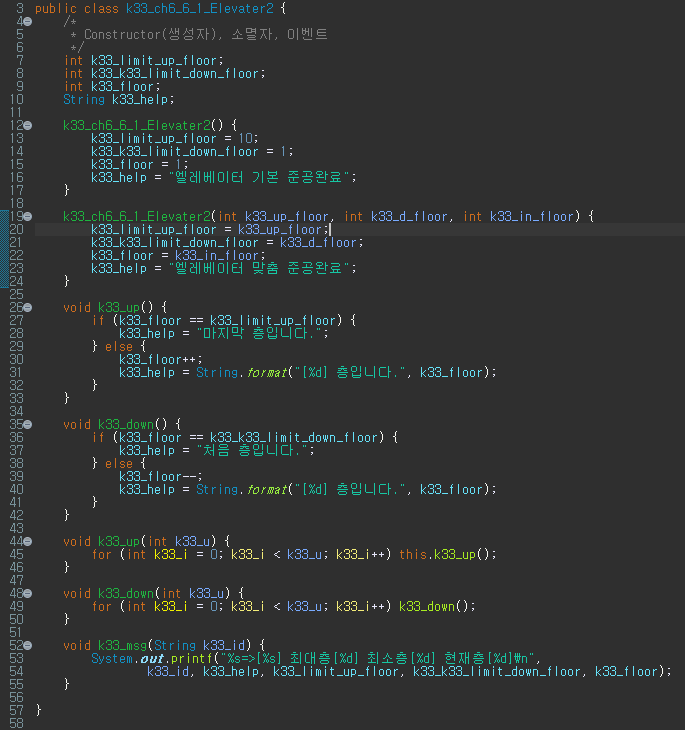 3 public class k33_ch6_6_1_Elevater2 {
4 /*
5 * Constructor(생성자), 소멸자, 이벤트
6 */
7 int k33_limit_up_floor;
8 int k33_k33_limit_down_floor;
9 int k33_floor;
10 String k33_help;
11
12 k33_ch6_6_1_Elevater2() {
13 k33_limit_up_floor = 10;
14 k33_k33_limit_down_floor = 1;
15 k33_floor = 1;
16 k33_help = "엘레베이터 기본 준공완료";
17 }
18
19 k33_ch6_6_1_Elevater2(int k33_up_floor, int k33_d_floor, int k33_in_floor) {
20 k33_limit_up_floor = k33_up_floor;
21 k33_k33_limit_down_floor = k33_d_floor;
22 k33_floor = k33_in_floor;
23 k33_help = "엘레베이터 맞춤 준공완료";
24 }
25
26 void k33_up() {
27 if (k33_floor == k33_limit_up_floor) {
28 k33_help = "마지막 층입니다.";
29 } else {
30 k33_floor++;
31 k33_help = String.format("[%d] 층입니다.", k33_floor);
32 }
33 }
34
35 void k33_down() {
36 if (k33_floor == k33_k33_limit_down_floor) {
37 k33_help = "처음 층입니다.";
38 } else {
39 k33_floor--;
40 k33_help = String.format("[%d] 층입니다.", k33_floor);
41 }
42 }
43
44 void k33_up(int k33_u) {
45 for (int k33_i = 0; k33_i < k33_u; k33_i++) this.k33_up();
46 }
47
48 void k33_down(int k33_u) {
49 for (int k33_i = 0; k33_i < k33_u; k33_i++) k33_down();
50 }
51
52 void k33_msg(String k33_id) {
53 System.out.printf("%s=>[%s] 최대층[%d] 최소층[%d] 현재층[%d]\n",
54 k33_id, k33_help, k33_limit_up_floor, k33_k33_limit_down_floor, k33_floor);
55 }
56
57 }
58